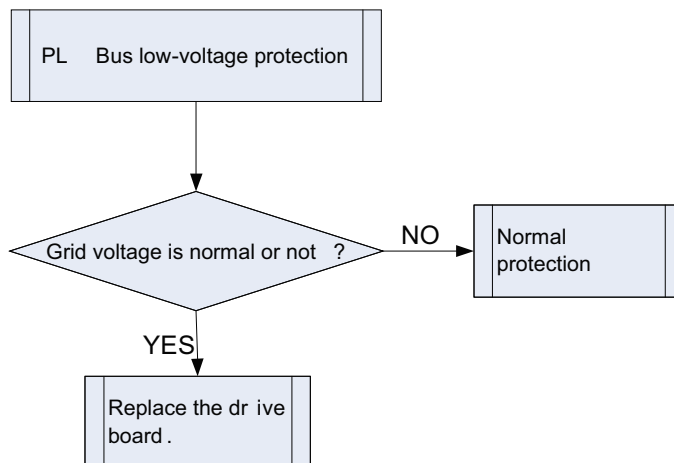 PL Bus low-voltage protection
Grid voltage is normal or not ?
NO
Normal
protection
YES
Replace the dr ive
board .